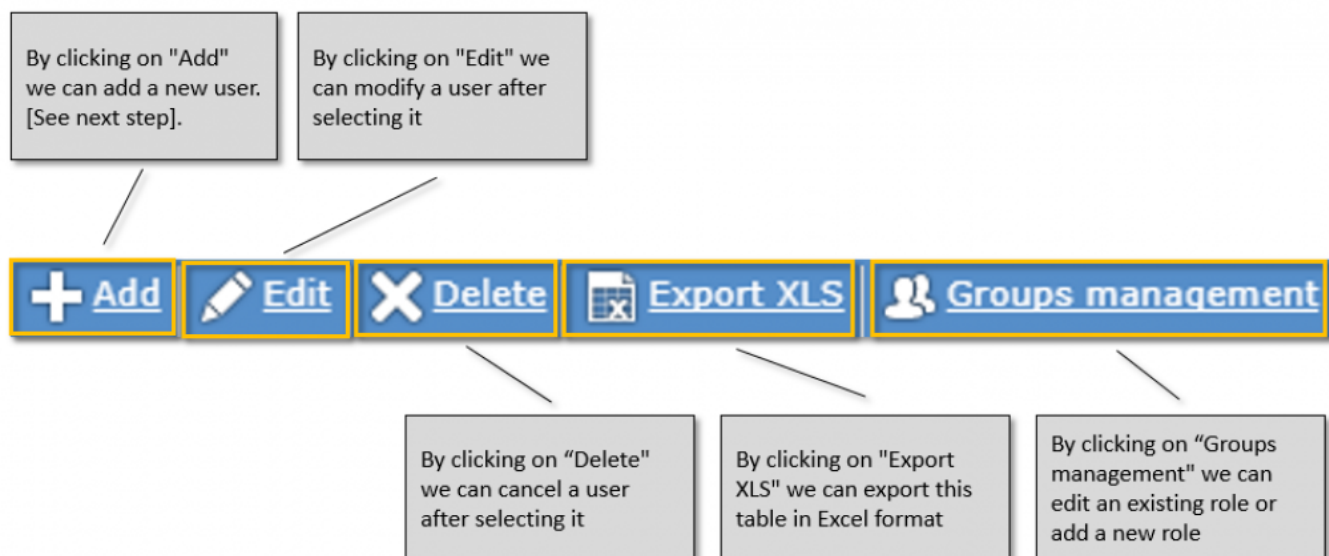 By clicking on "Add"
we can add a new user.
[See next step].
By clicking on "Edit" we
can modify a user after
selecting it
Add
Edit
Delete
Export XLS
Groups management
By clicking on “Delete"
we can cancel a user
after selecting it
By clicking on "Export
XLS" we can export this
table in Excel format
By clicking on “Groups
management" we can
edit an existing role or
add a new role